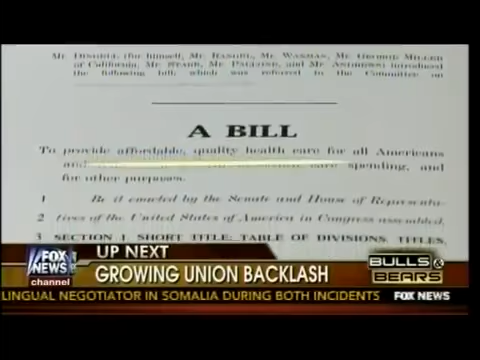 Mr. DINGELL (for himself, Mr. RANGEL, Mr. WAXMAN, Mr. GEORGE MILLER
of California, Mr. STARK, Mr. PALLONE, and Mr. ANDREWS) introduced
the following bill; which was referred to the Committee on
A BILL
To provide affordable, quality health care for all Americans
and spending, and
for other purposes.
1 Be it enacted by the Senate and House of Representa-
2 tives of the United States of America in Congress assembled,
3 SECTION 1. SHORT TITLE; TABLE OF DIVISIONS, TITLES,
UP NEXT
FOX
NEWS
channel
GROWING UNION BACKLASH
BULLS &
BEARS
LINGUAL NEGOTIATOR IN SOMALIA DURING BOTH INCIDENTS FOX NEWS